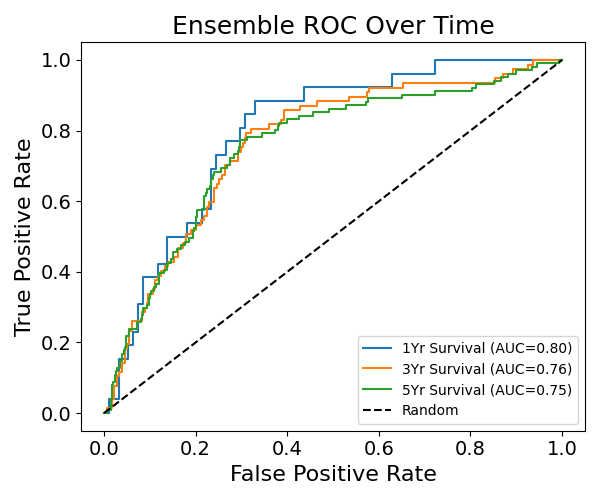 Ensemble ROC Over Time
True Positive Rate
1.0
0.8
0.6
0.4
0.2
0.0
0.0 0.2 0.4 0.6 0.8 1.0
False Positive Rate
1Yr Survival (AUC=0.80)
3Yr Survival (AUC=0.76)
5Yr Survival (AUC=0.75)
Random